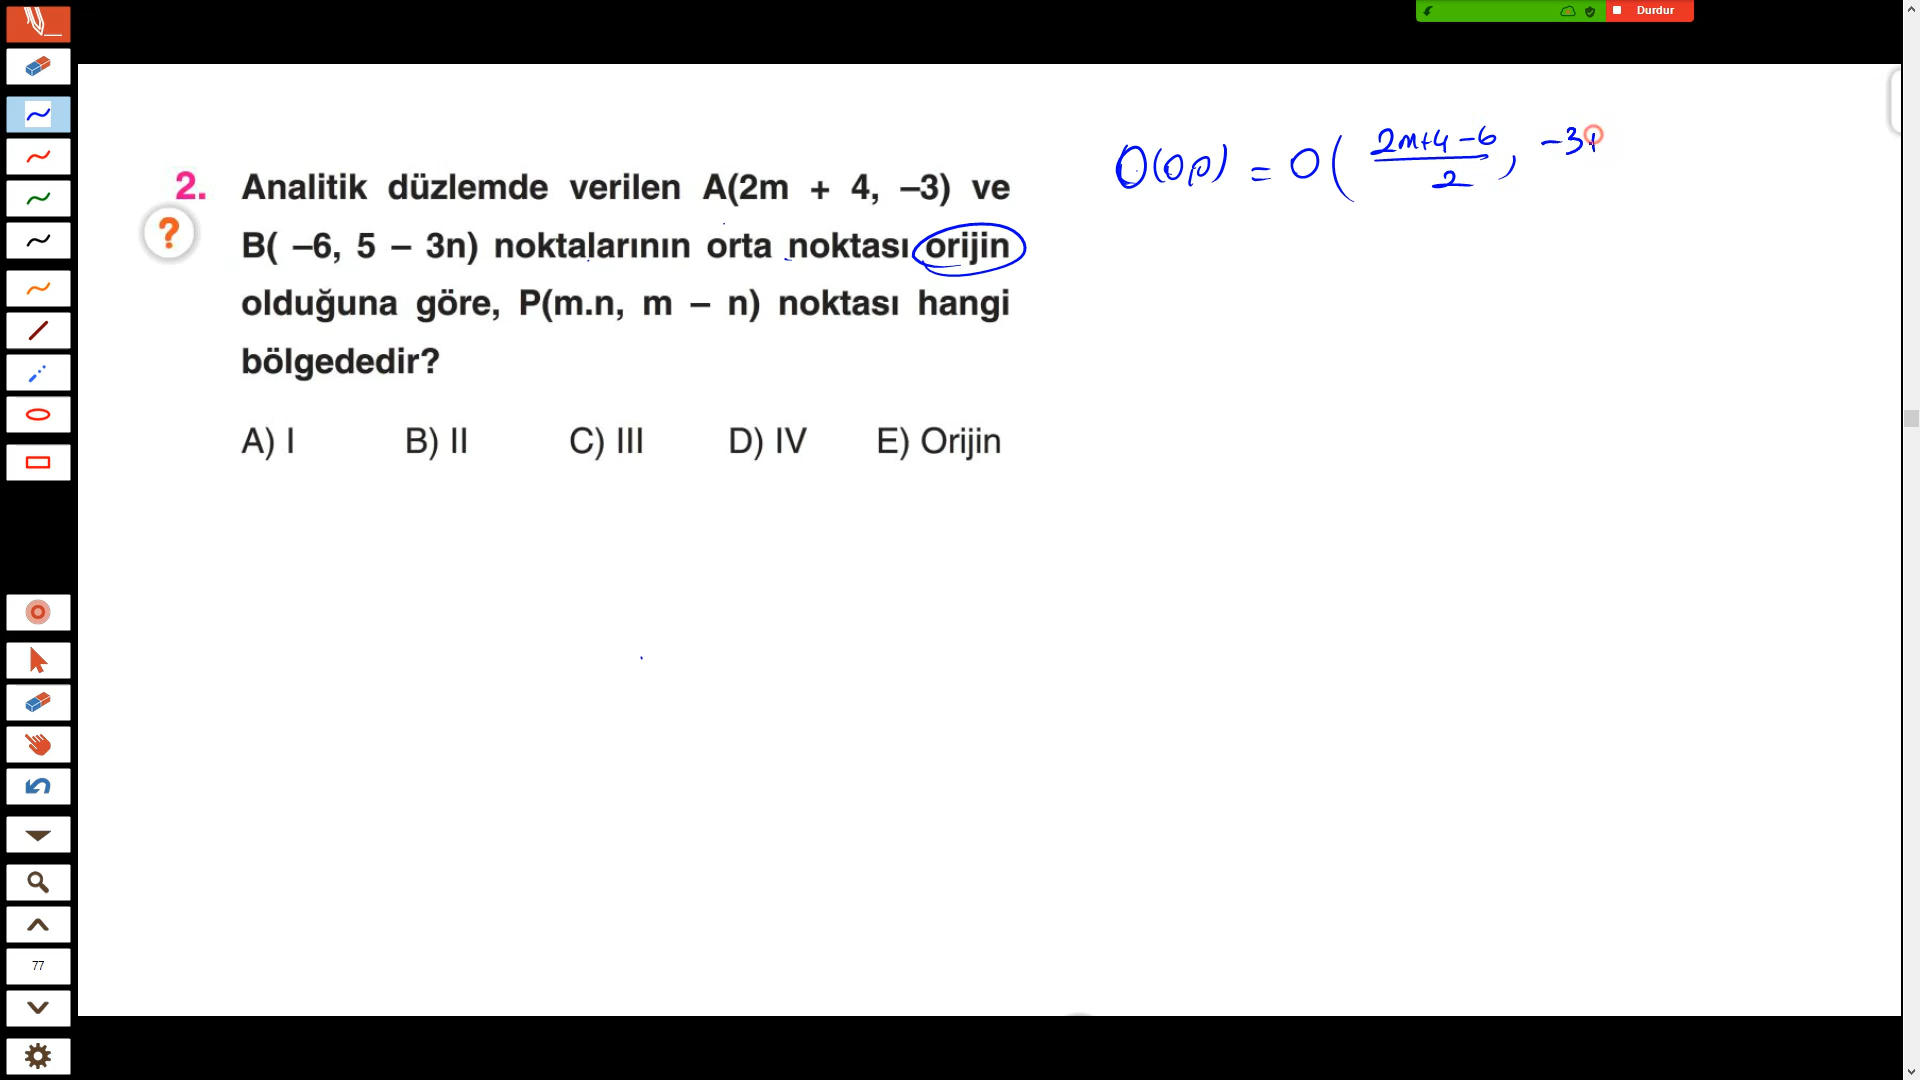 Durdur
O(0,0) = O( 2m+4-6 / 2 , -3+
2. Analitik düzlemde verilen A(2m + 4, –3) ve
? B( –6, 5 – 3n) noktalarının orta noktası orijin
olduğuna göre, P(m.n, m – n) noktası hangi
bölgededir?
A) I B) II C) III D) IV E) Orijin
77